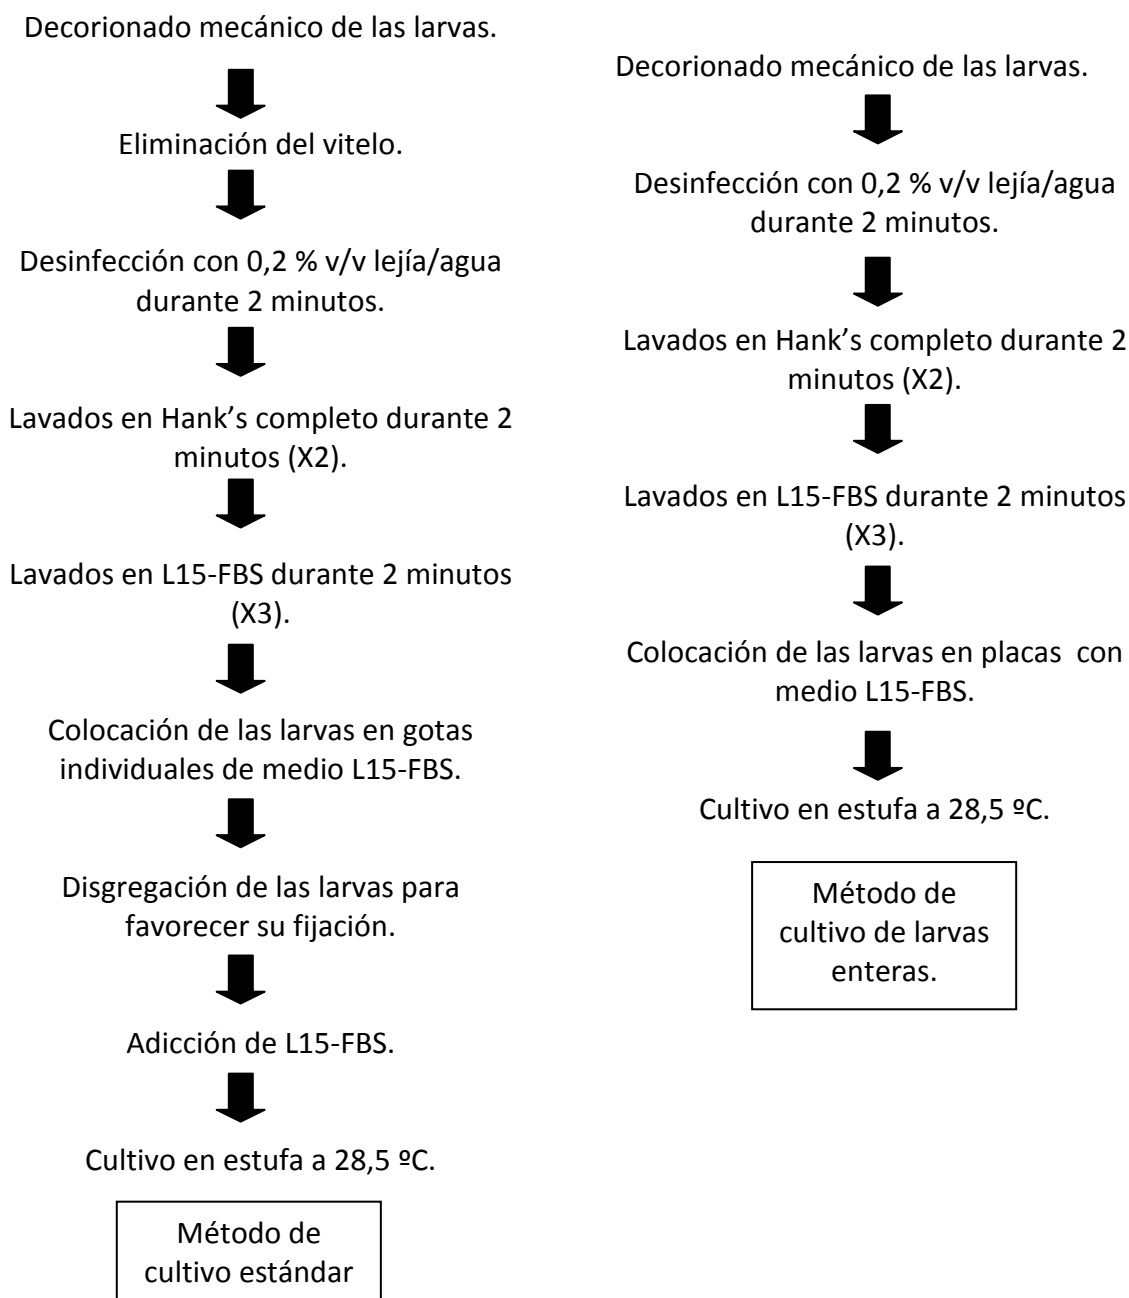 Decorionado mecánico de las larvas.
Eliminación del vitelo.
Desinfección con 0,2 % v/v lejía/agua
durante 2 minutos.
Lavados en Hank’s completo durante 2
minutos (X2).
Lavados en L15-FBS durante 2 minutos
(X3).
Colocación de las larvas en gotas
individuales de medio L15-FBS.
Disgregación de las larvas para
favorecer su fijación.
Adicción de L15-FBS.
Cultivo en estufa a 28,5 ºC.
Método de
cultivo estándar
Decorionado mecánico de las larvas.
Desinfección con 0,2 % v/v lejía/agua
durante 2 minutos.
Lavados en Hank’s completo durante 2
minutos (X2).
Lavados en L15-FBS durante 2 minutos
(X3).
Colocación de las larvas en placas con
medio L15-FBS.
Cultivo en estufa a 28,5 ºC.
Método de
cultivo de larvas
enteras.